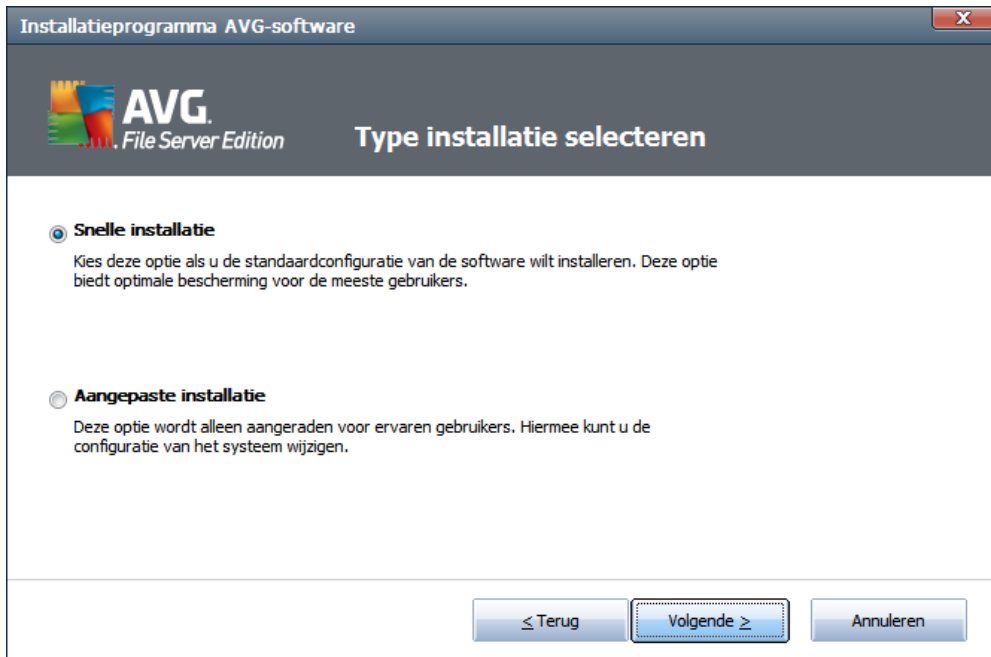 Installatieprogramma AVG-software
X
AVG.
File Server Edition
Type installatie selecteren
Snelle installatie
Kies deze optie als u de standaardconfiguratie van de software wilt installeren. Deze optie
biedt optimale bescherming voor de meeste gebruikers.
Aangepaste installatie
Deze optie wordt alleen aangeraden voor ervaren gebruikers. Hiermee kunt u de
configuratie van het systeem wijzigen.
< Terug
Volgende >
Annuleren